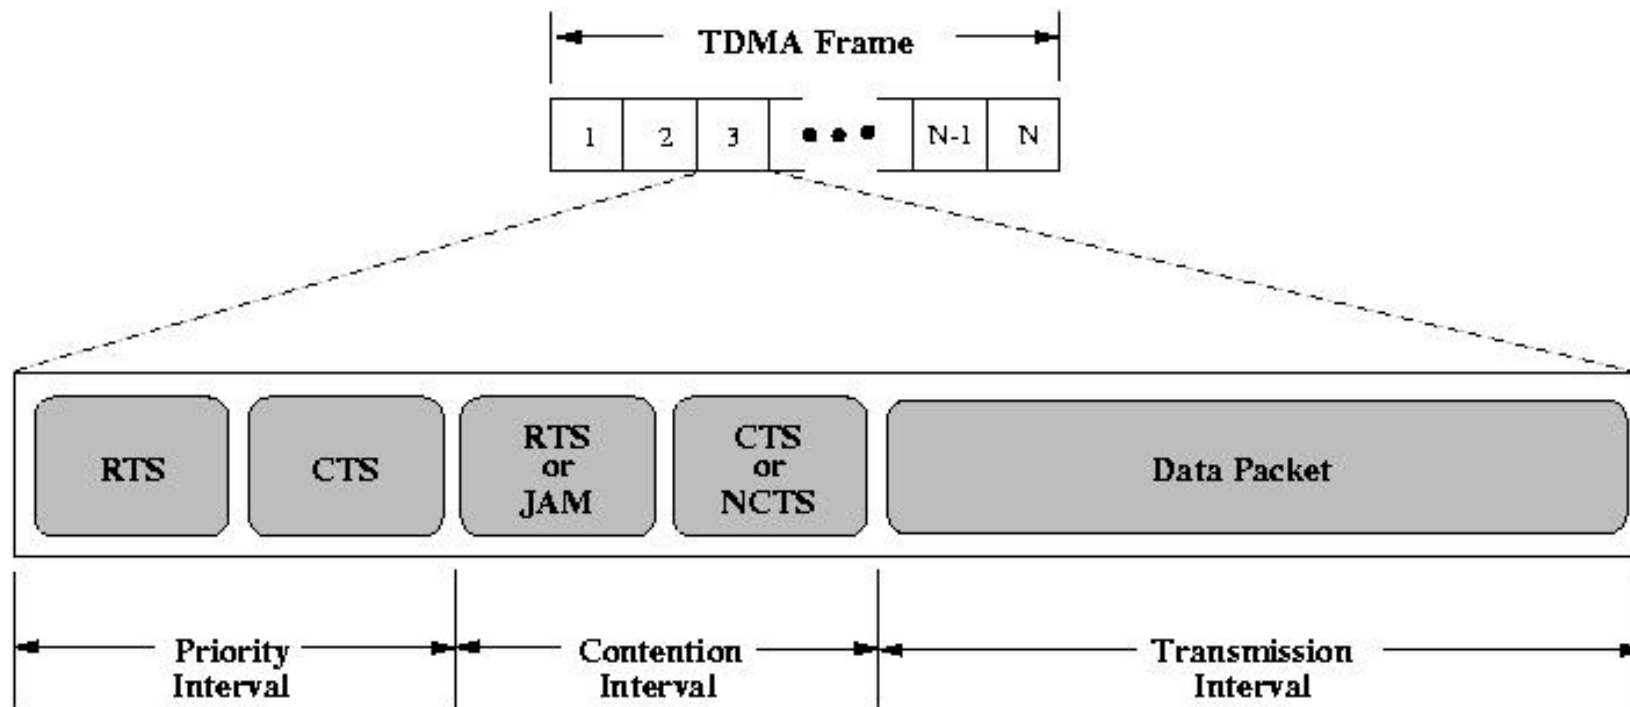 TDMA Frame
1 2 3 ••• N-1 N
RTS
CTS
RTS
or
JAM
CTS
or
NCTS
Data Packet
Priority
Interval
Contention
Interval
Transmission
Interval